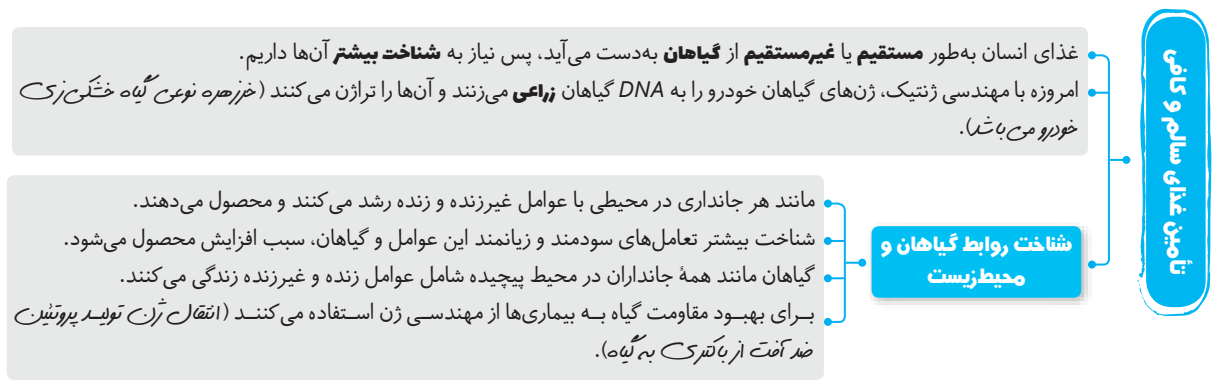 تأمین غذای سالم و کافی
غذای انسان به‌طور مستقیم یا غیرمستقیم از گیاهان به‌دست می‌آید، پس نیاز به شناخت بیشتر آن‌ها داریم.
امروزه با مهندسی ژنتیک، ژن‌های گیاهان خودرو را به DNA گیاهان زراعی می‌زنند و آن‌ها را تراژن می‌کنند (خرزهره نوعی گیاه خشکی‌زی
خودرو می‌باشد).
شناخت روابط گیاهان و
محیط‌زیست
مانند هر جانداری در محیطی با عوامل غیرزنده و زنده رشد می‌کنند و محصول می‌دهند.
شناخت بیشتر تعامل‌های سودمند و زیانمند این عوامل و گیاهان، سبب افزایش محصول می‌شود.
گیاهان مانند همهٔ جانداران در محیط پیچیده شامل عوامل زنده و غیرزنده زندگی می‌کنند.
برای بهبود مقاومت گیاه به بیماری‌ها از مهندسی ژن استفاده می‌کنند (انتقال ژن تولید پروتئین
ضد آفت از باکتری به گیاه).